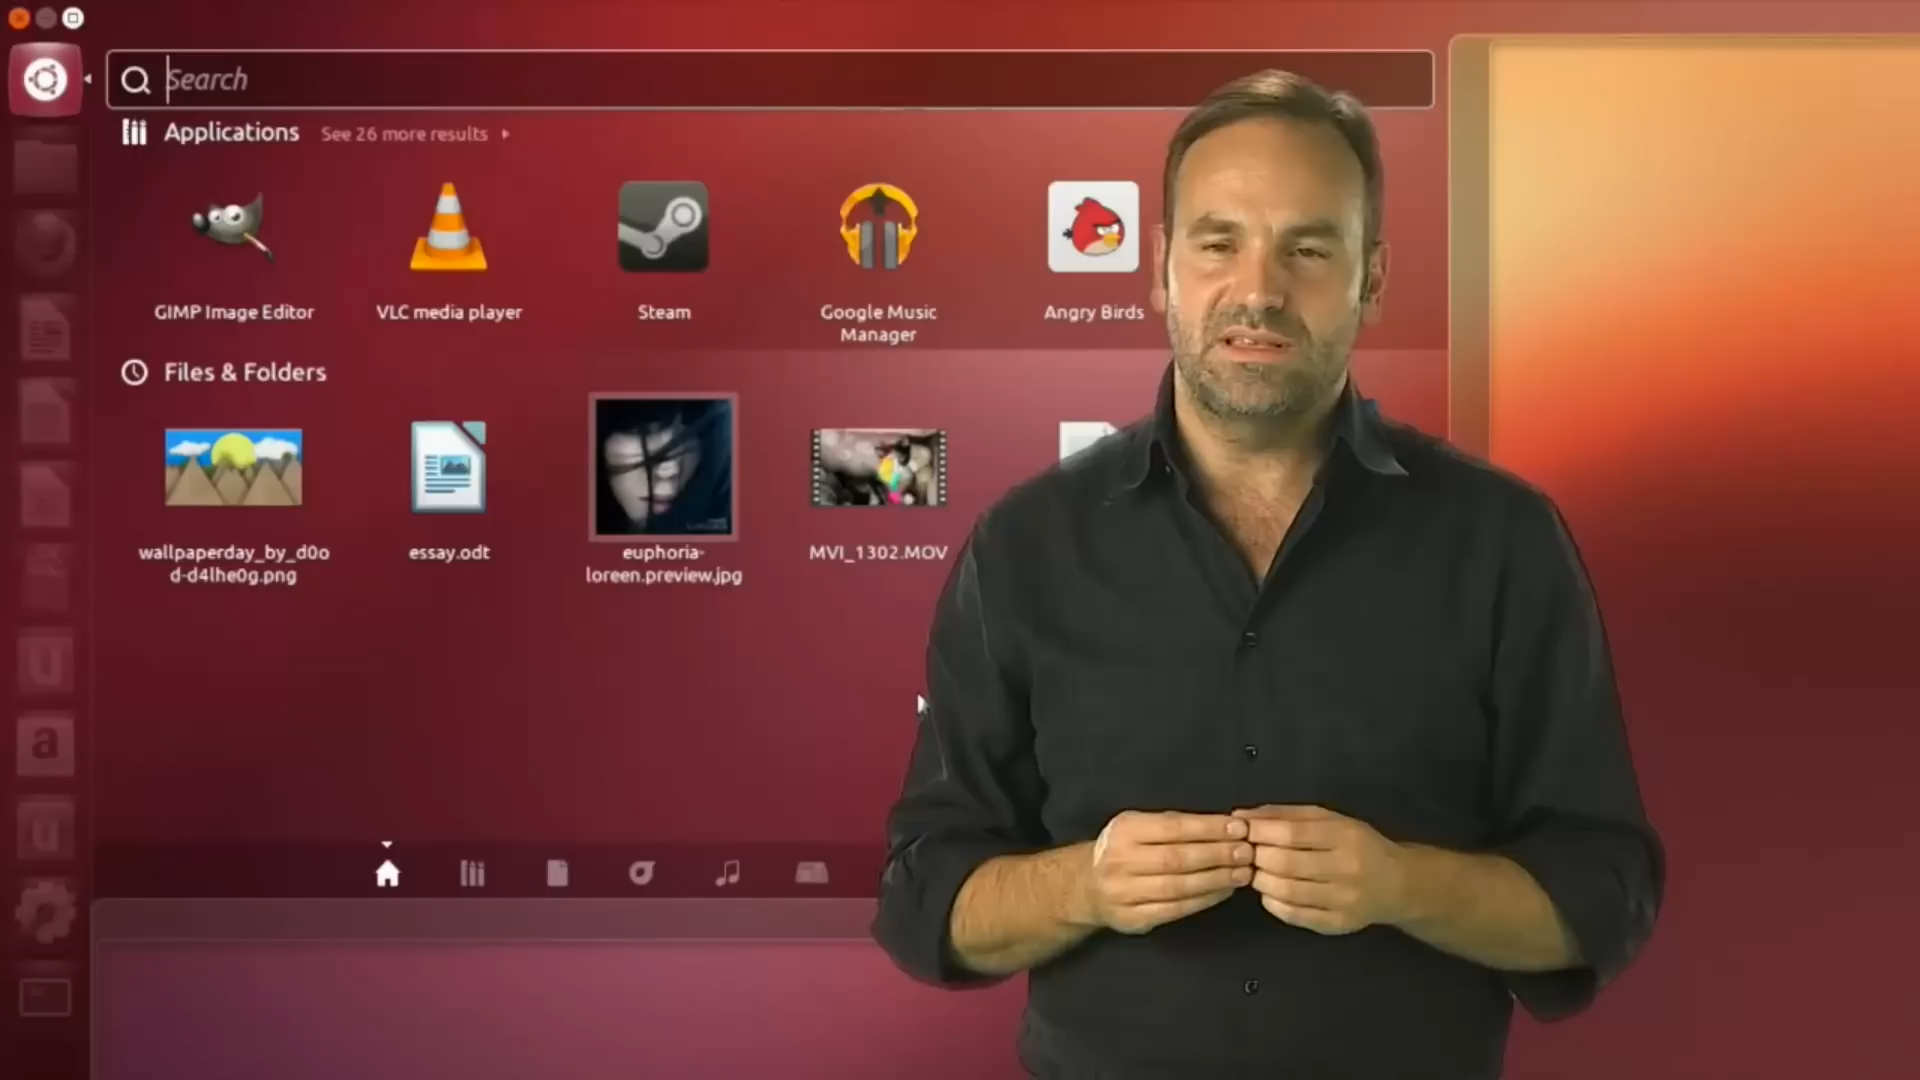 Search
Applications See 26 more results
GIMP Image Editor
VLC media player
Steam
Google Music
Manager
Angry Birds
Files & Folders
wallpaperday_by_d0o
d-d4lhe0g.png
essay.odt
euphoria-
loreen.preview.jpg
MVI_1302.MOV
a